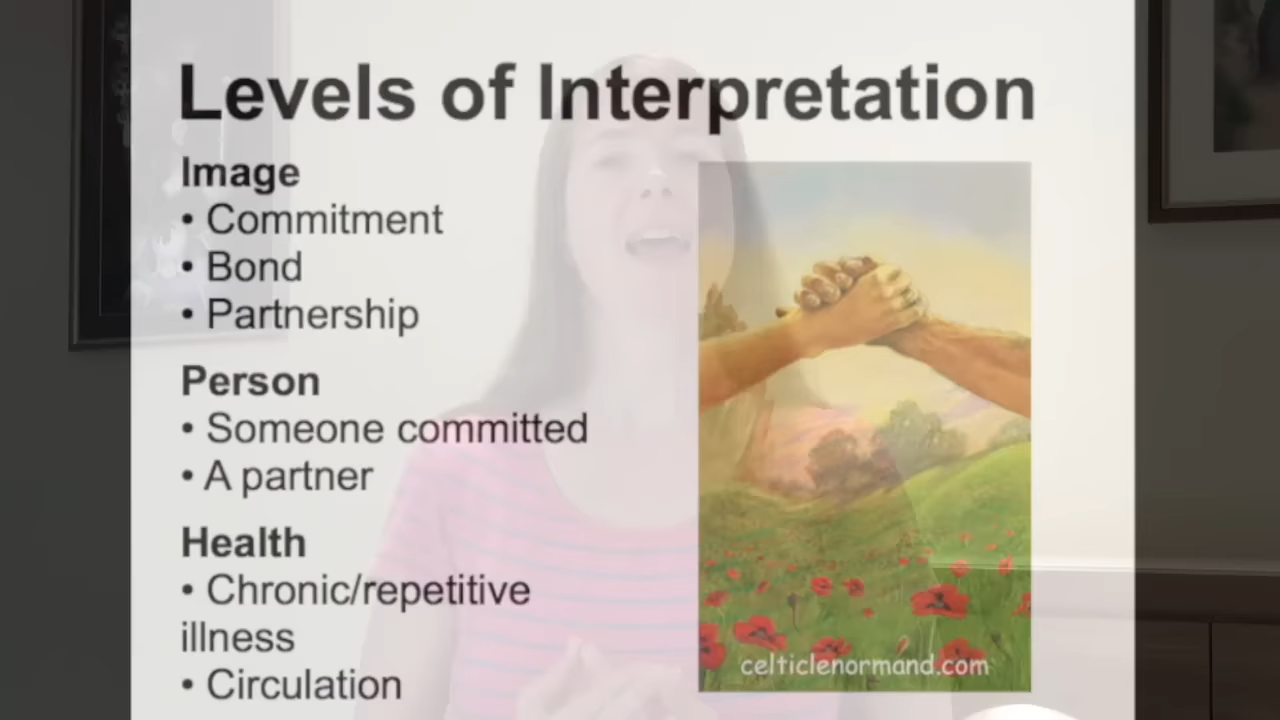 Levels of Interpretation
Image
• Commitment
• Bond
• Partnership
Person
• Someone committed
• A partner
Health
• Chronic/repetitive
illness
• Circulation
celticlenormand.com